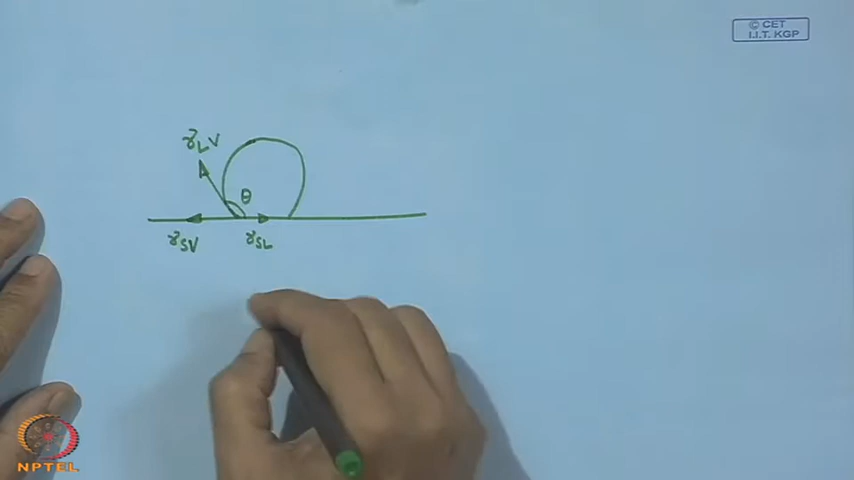 © CET
I.I.T. KGP
γLV
θ
γSV γSL
NPTEL